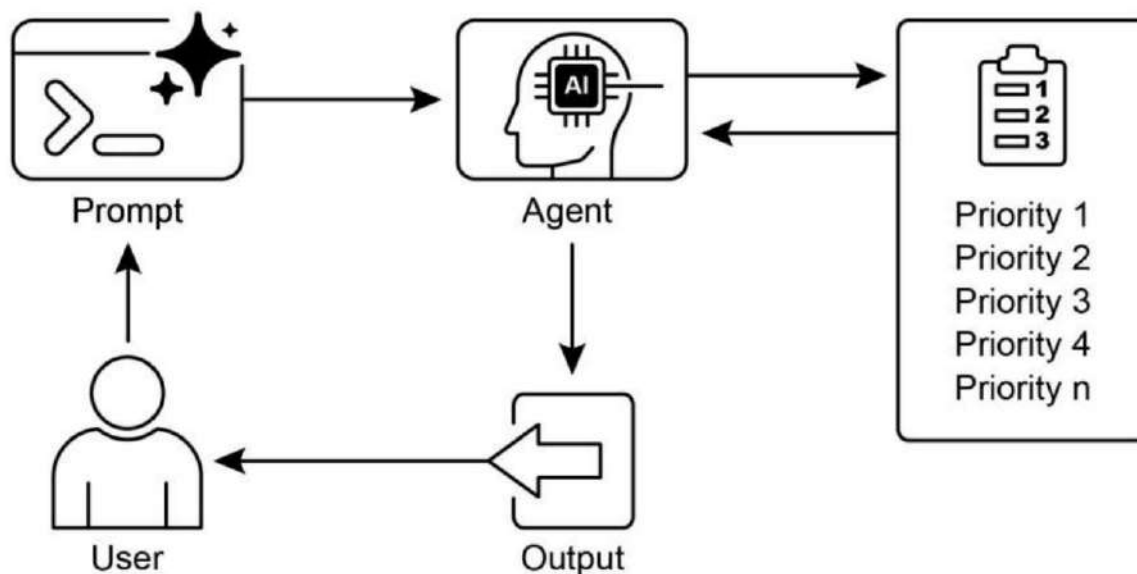 AI
1
2
3
Prompt
Agent
Priority 1
Priority 2
Priority 3
Priority 4
Priority n
User
Output